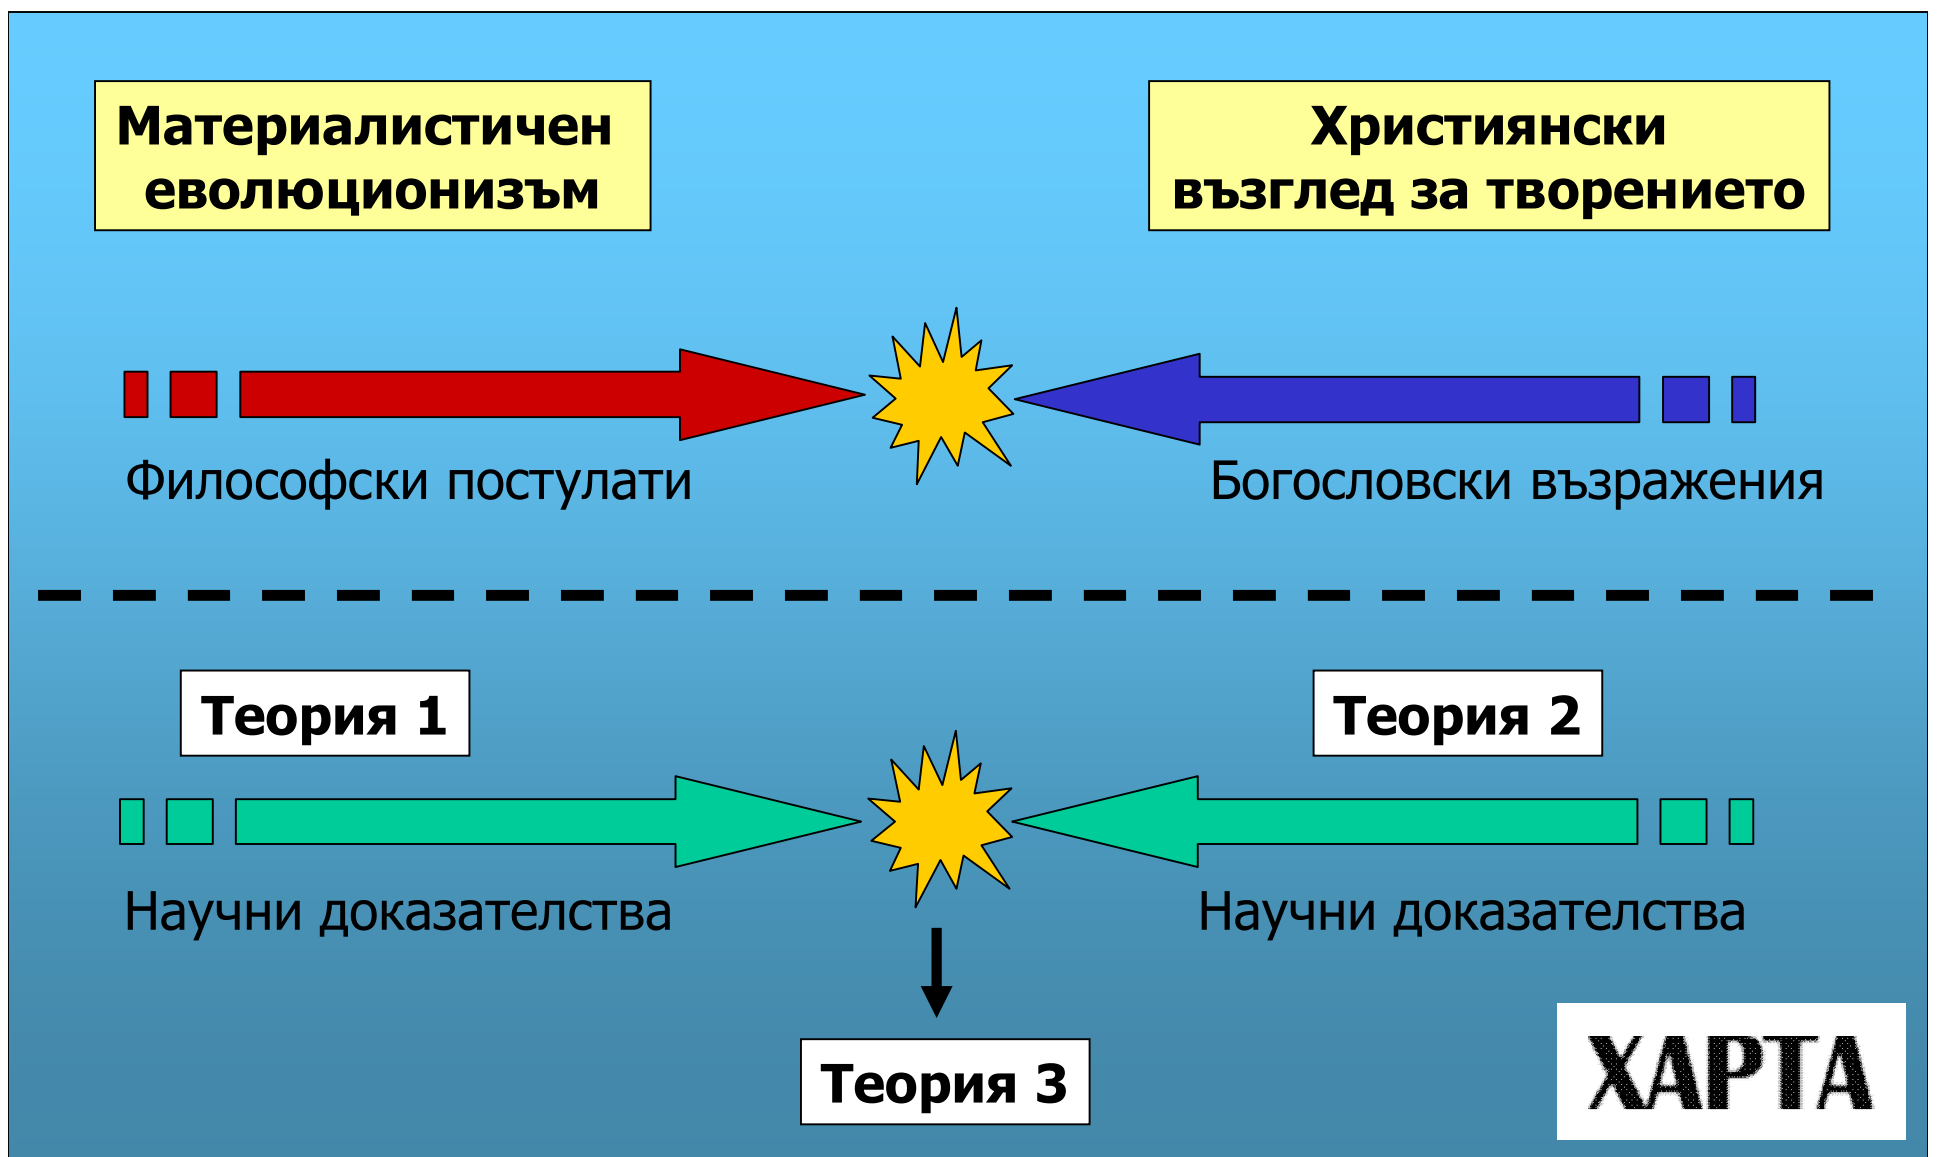 Материалистичен
еволюционизъм
Християнски
възглед за творението
Философски постулати
Богословски възражения
Теория 1
Теория 2
Научни доказателства
Научни доказателства
Теория 3
ХАРТА